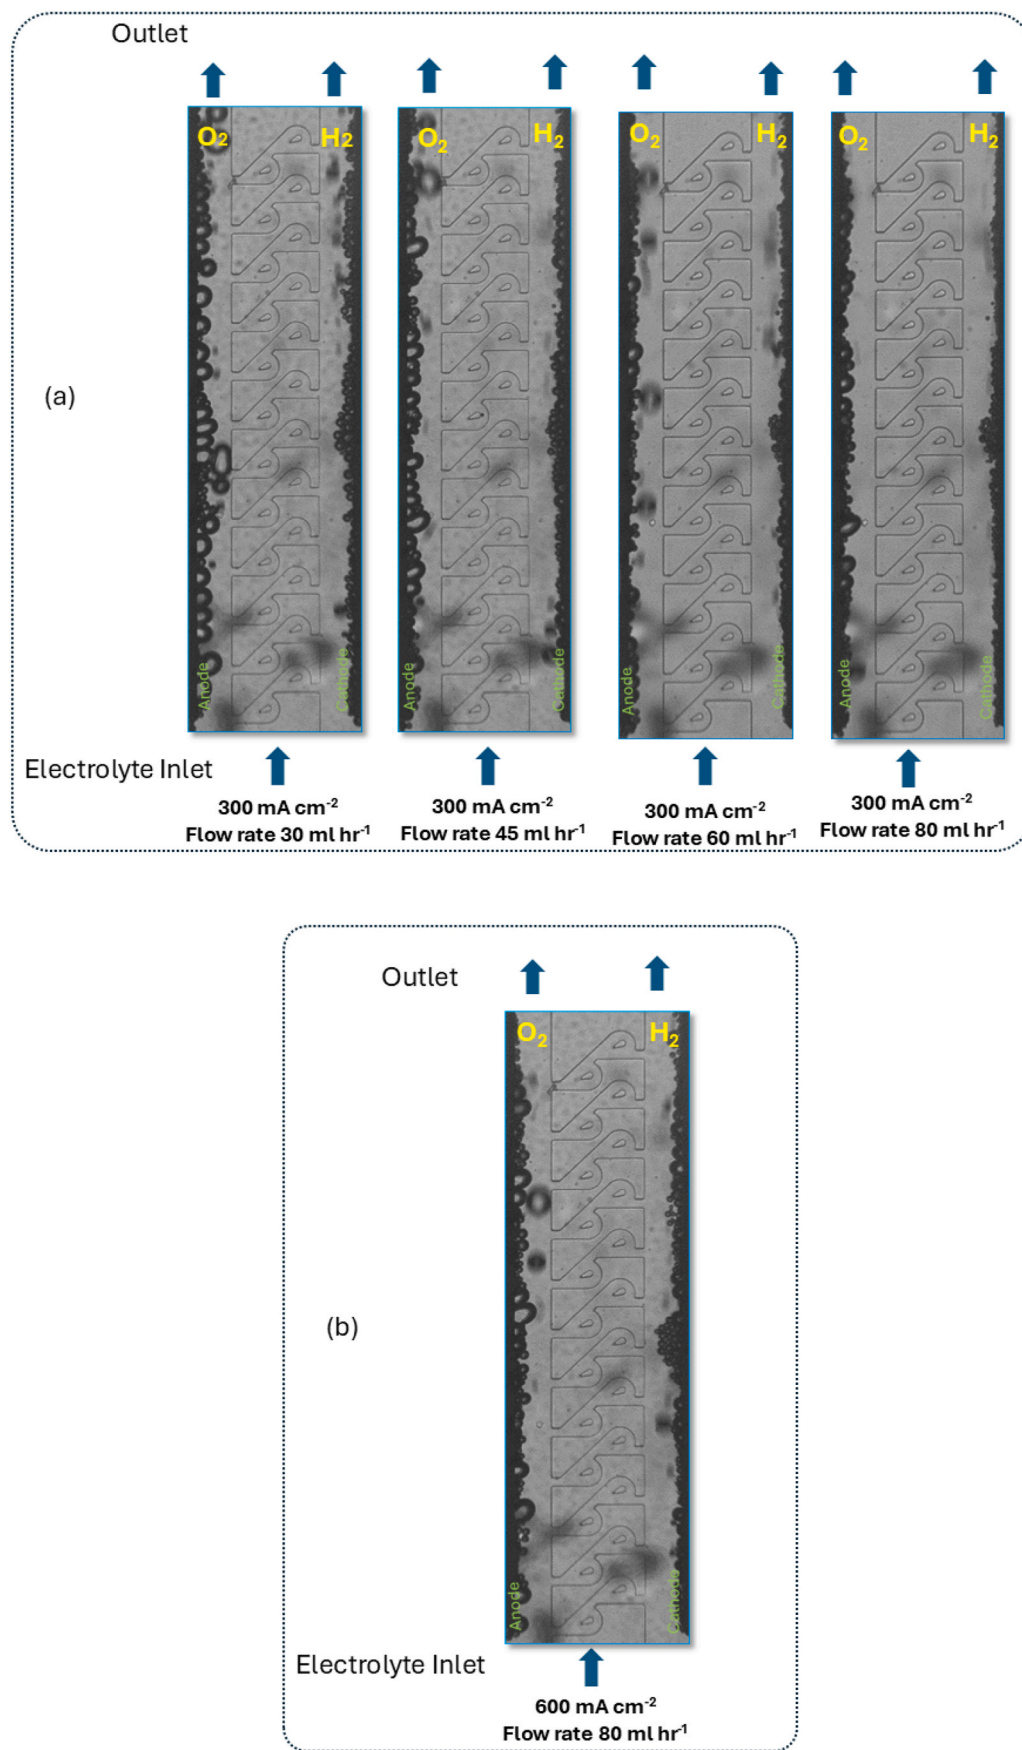 Outlet
O₂ H₂ O₂ H₂ O₂ H₂ O₂ H₂
(a)
Anode Cathode Anode Cathode Anode Cathode Anode Cathode
Electrolyte Inlet
300 mA cm⁻²
Flow rate 30 ml hr⁻¹
300 mA cm⁻²
Flow rate 45 ml hr⁻¹
300 mA cm⁻²
Flow rate 60 ml hr⁻¹
300 mA cm⁻²
Flow rate 80 ml hr⁻¹
Outlet
O₂ H₂
(b)
Anode Cathode
Electrolyte Inlet
600 mA cm⁻²
Flow rate 80 ml hr⁻¹